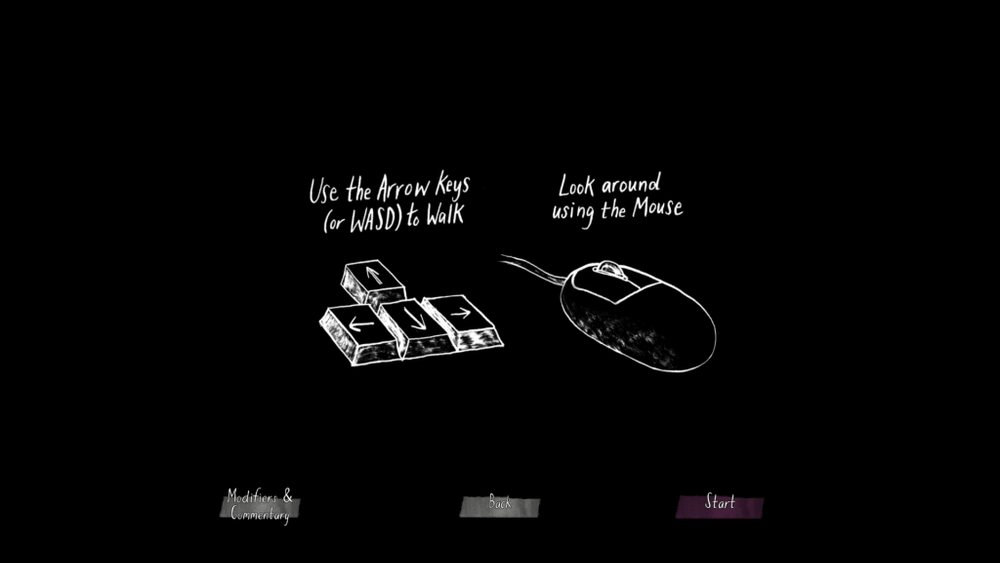 Use the Arrow Keys
(or WASD) to Walk
Look around
using the Mouse
Modifiers &
Commentary
Back
Start